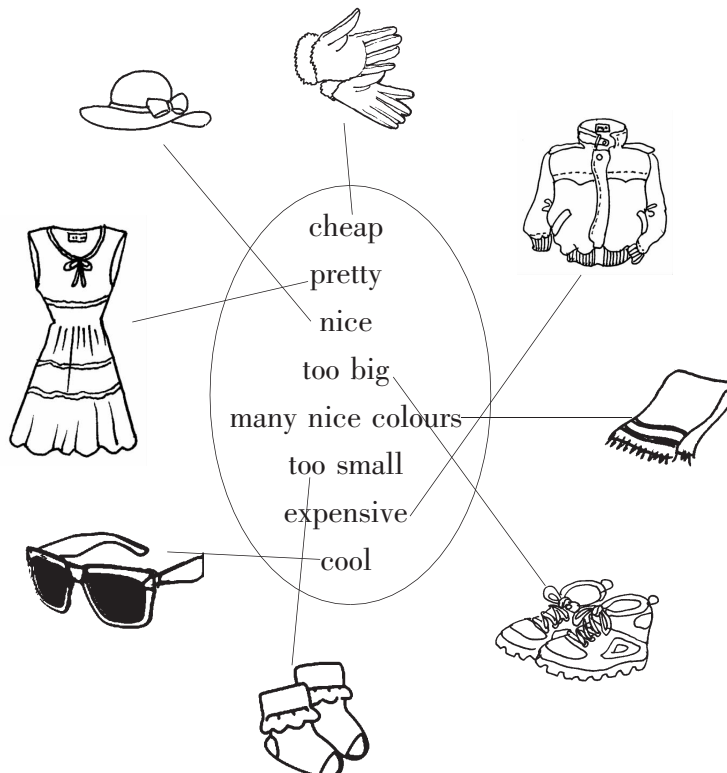 cheap
pretty
nice
too big
many nice colours
too small
expensive
cool